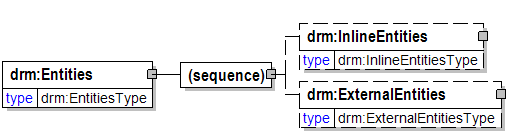 drm:InlineEntities
type drm:InlineEntitiesType
drm:Entities
type drm:EntitiesType
(sequence)
drm:ExternalEntities
type drm:ExternalEntitiesType